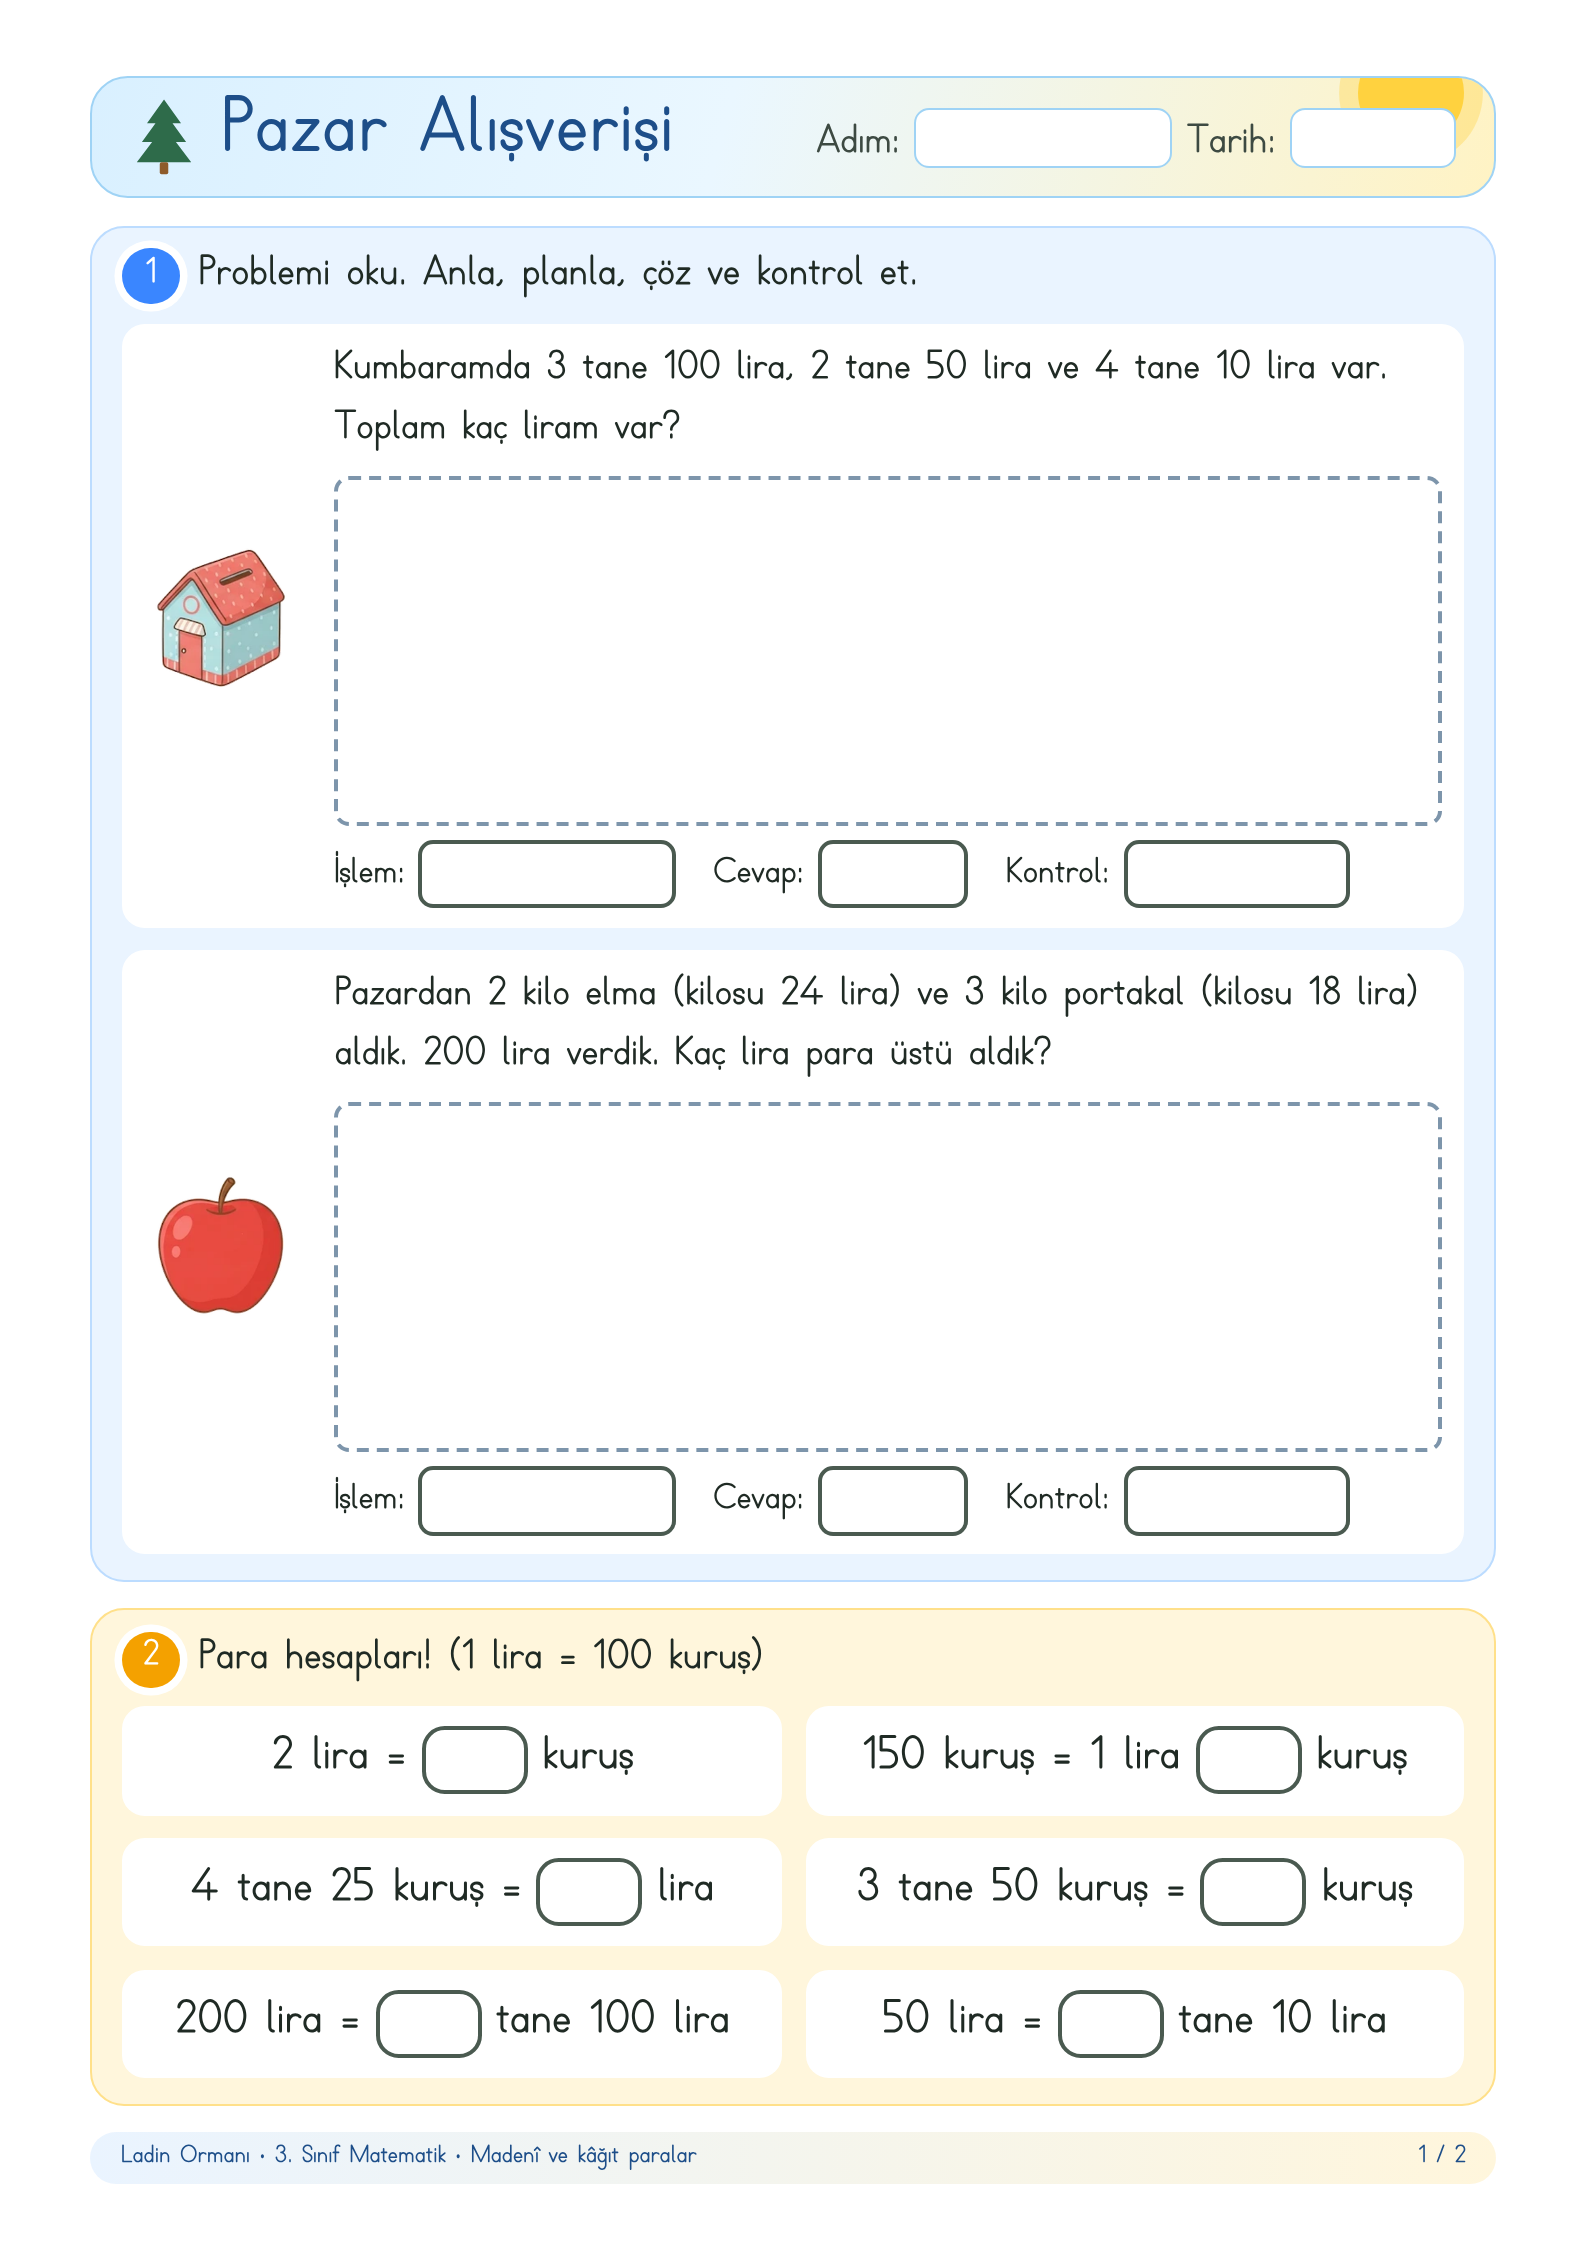 Pazar Alışverişi
Adım:
Tarih:
1
Problemi oku. Anla, planla, çöz ve kontrol et.
Kumbaramda 3 tane 100 lira, 2 tane 50 lira ve 4 tane 10 lira var.
Toplam kaç liram var?
İşlem:
Cevap:
Kontrol:
Pazardan 2 kilo elma (kilosu 24 lira) ve 3 kilo portakal (kilosu 18 lira)
aldık. 200 lira verdik. Kaç lira para üstü aldık?
İşlem:
Cevap:
Kontrol:
2
Para hesapları! (1 lira = 100 kuruş)
2 lira = kuruş
150 kuruş = 1 lira kuruş
4 tane 25 kuruş = lira
3 tane 50 kuruş = kuruş
200 lira = tane 100 lira
50 lira = tane 10 lira
Ladin Ormanı • 3. Sınıf Matematik • Madenî ve kâğıt paralar
1 / 2